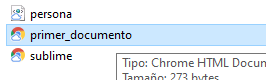 persona
primer_documento
sublime
Tipo: Chrome HTML Docum
Tamaño: 273 bytes